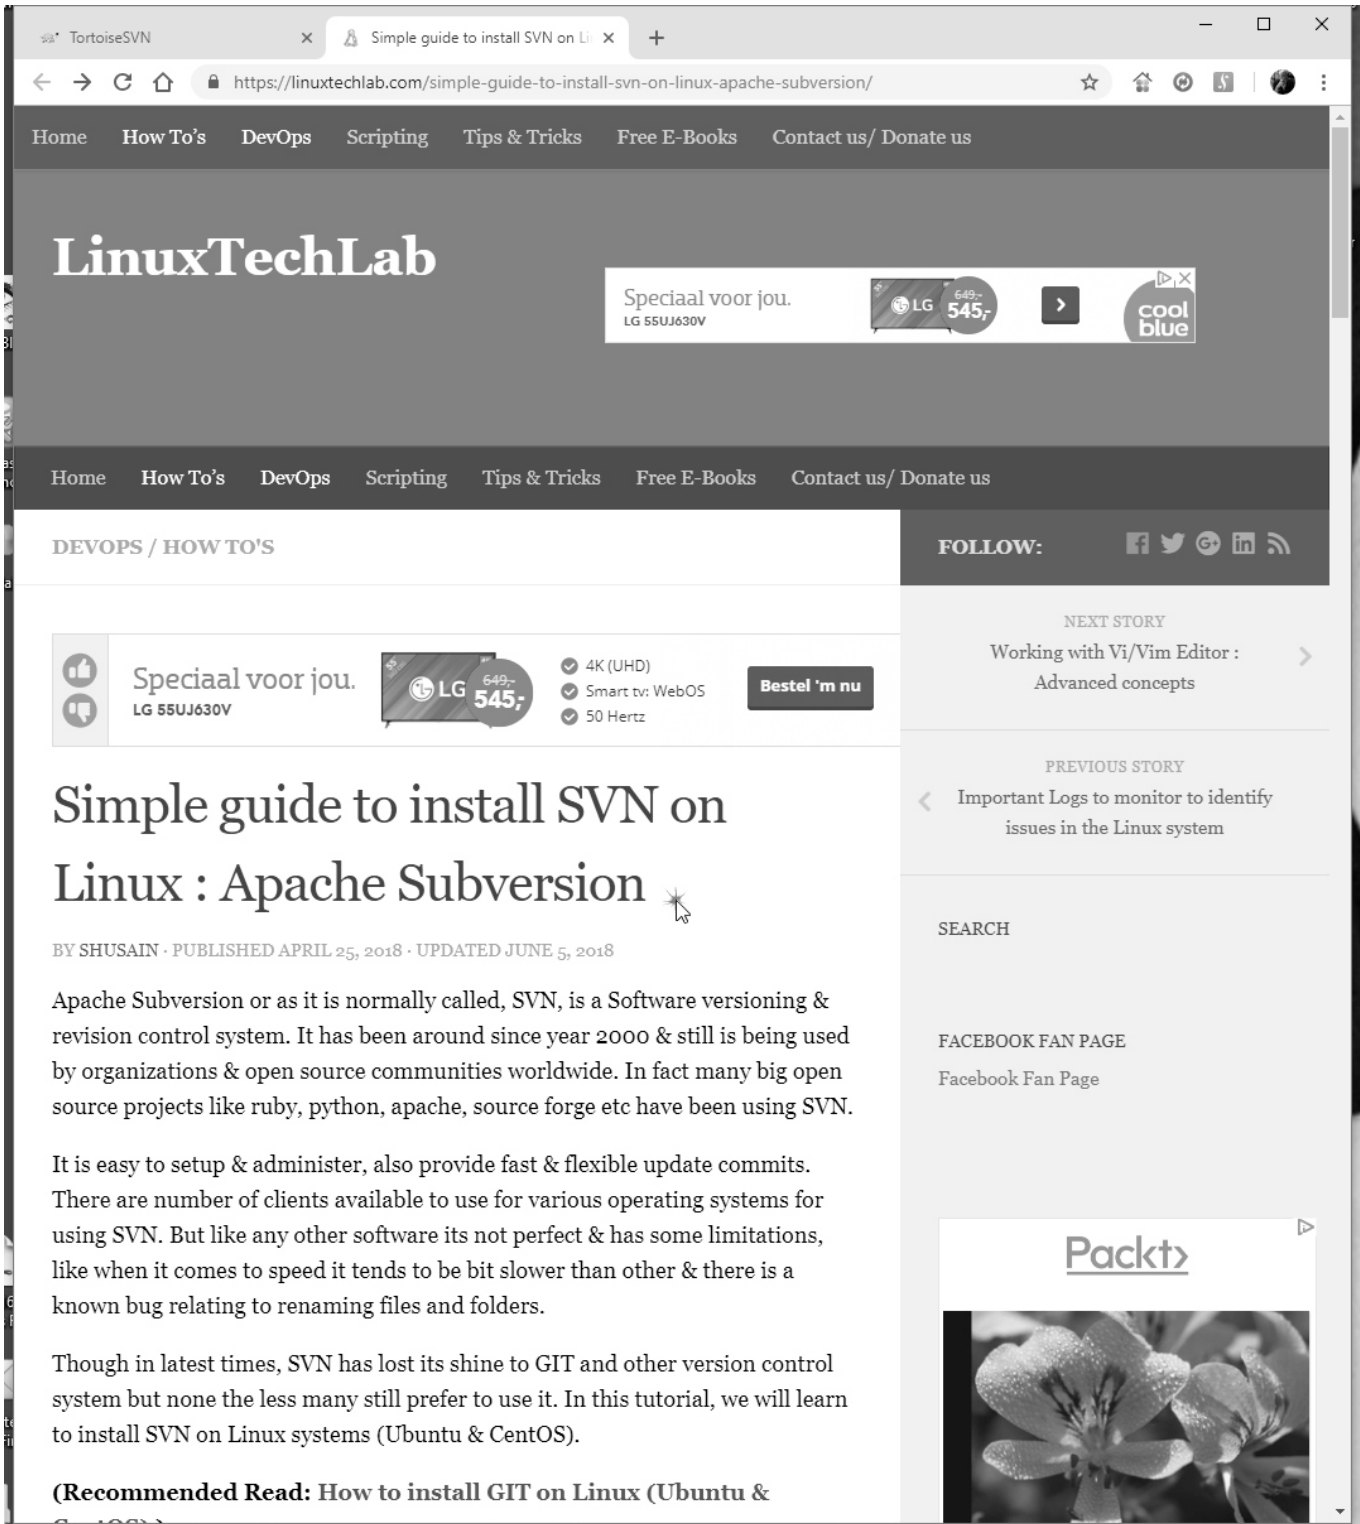 TortoiseSVN
Simple guide to install SVN on Li
https://linuxtechlab.com/simple-guide-to-install-svn-on-linux-apache-subversion/
Home How To's DevOps Scripting Tips & Tricks Free E-Books Contact us/ Donate us
LinuxTechLab
Speciaal voor jou.
LG 55UJ630V
LG
649,-
545,-
cool
blue
Home How To's DevOps Scripting Tips & Tricks Free E-Books Contact us/ Donate us
DEVOPS / HOW TO'S
FOLLOW:
Speciaal voor jou.
LG 55UJ630V
55
LG
649,-
545,-
4K (UHD)
Smart tv: WebOS
50 Hertz
Bestel 'm nu
Simple guide to install SVN on
Linux : Apache Subversion
BY SHUSAIN · PUBLISHED APRIL 25, 2018 · UPDATED JUNE 5, 2018
Apache Subversion or as it is normally called, SVN, is a Software versioning &
revision control system. It has been around since year 2000 & still is being used
by organizations & open source communities worldwide. In fact many big open
source projects like ruby, python, apache, source forge etc have been using SVN.
It is easy to setup & administer, also provide fast & flexible update commits.
There are number of clients available to use for various operating systems for
using SVN. But like any other software its not perfect & has some limitations,
like when it comes to speed it tends to be bit slower than other & there is a
known bug relating to renaming files and folders.
Though in latest times, SVN has lost its shine to GIT and other version control
system but none the less many still prefer to use it. In this tutorial, we will learn
to install SVN on Linux systems (Ubuntu & CentOS).
(Recommended Read: How to install GIT on Linux (Ubuntu &
NEXT STORY
Working with Vi/Vim Editor :
Advanced concepts
PREVIOUS STORY
Important Logs to monitor to identify
issues in the Linux system
SEARCH
FACEBOOK FAN PAGE
Facebook Fan Page
Packt>